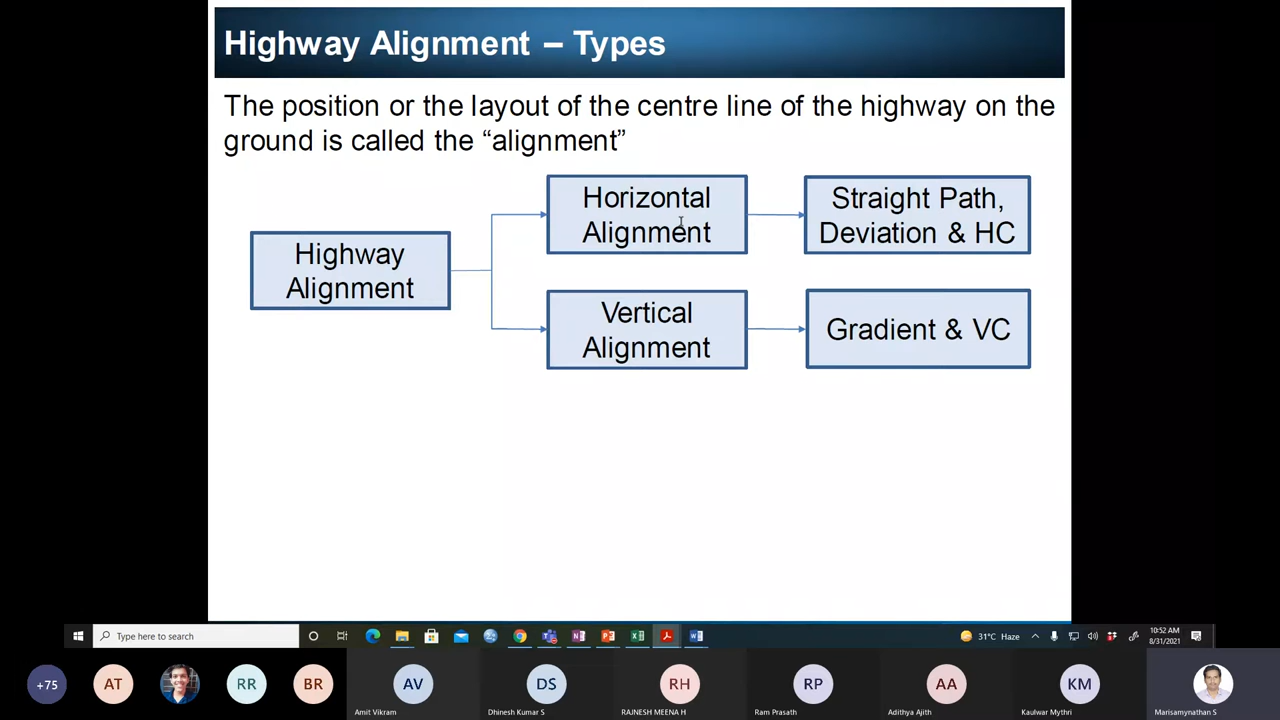 Highway Alignment – Types
The position or the layout of the centre line of the highway on the
ground is called the “alignment”
Highway
Alignment
Horizontal
Alignment
Straight Path,
Deviation & HC
Vertical
Alignment
Gradient & VC
Type here to search
31°C Haze
10:52 AM
8/31/2021
+75
AT
RR
BR
AV
Amit Vikram
DS
Dhinesh Kumar S
RH
RAJNESH MEENA H
RP
Ram Prasath
AA
Adithya Ajith
KM
Kaulwar Mythri
Marisamynathan S